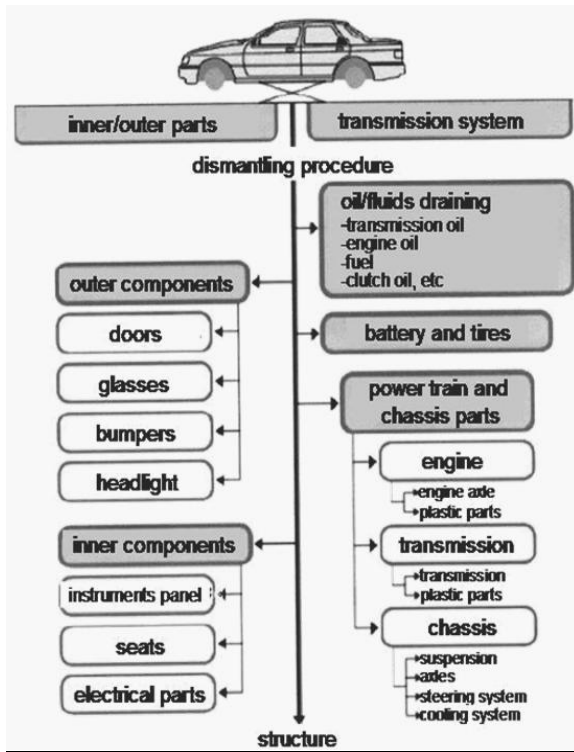 inner/outer parts
transmission system
dismantling procedure
oil/fluids draining
-transmission oil
-engine oil
-fuel
-clutch oil, etc
outer components
doors
glasses
bumpers
headlight
battery and tires
power train and
chassis parts
engine
engine axle
plastic parts
transmission
transmission
plastic parts
chassis
suspension
axles
steering system
cooling system
inner components
instruments panel
seats
electrical parts
structure